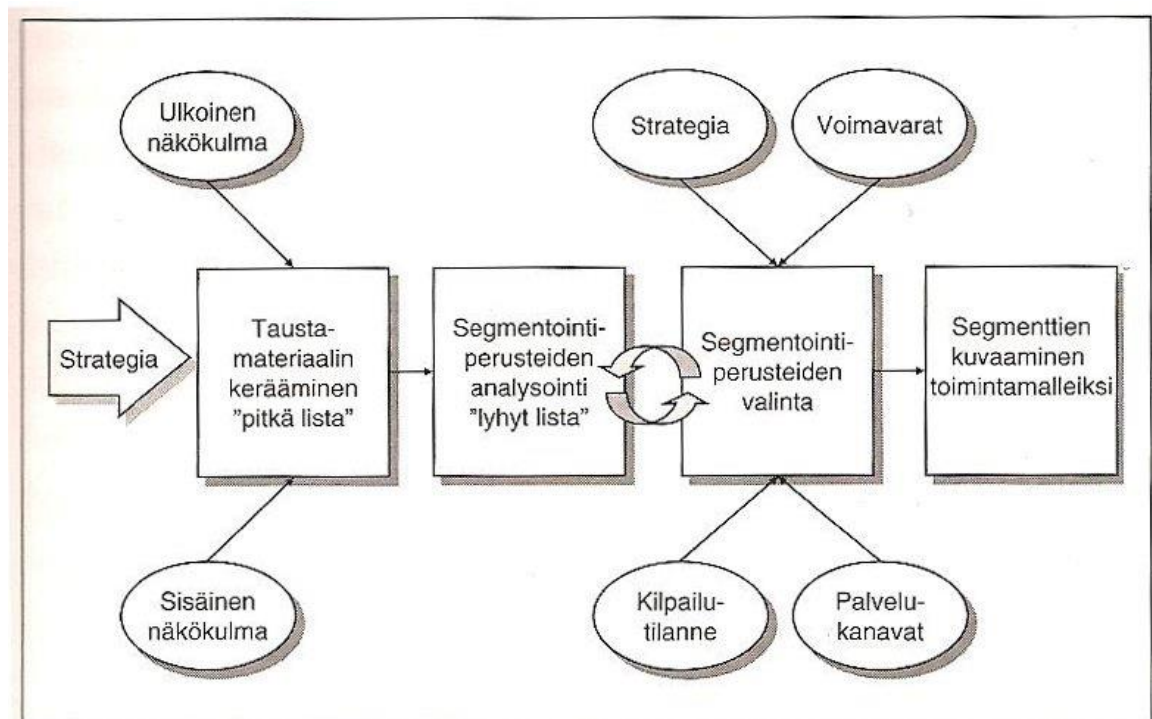 Ulkoinen
näkökulma
Strategia
Voimavarat
Strategia
Tausta-
materiaalin
kerääminen
"pitkä lista"
Segmentointi-
perusteiden
analysointi
"lyhyt lista"
Segmentointi-
perusteiden
valinta
Segmenttien
kuvaaminen
toimintamalleiksi
Sisäinen
näkökulma
Kilpailu-
tilanne
Palvelu-
kanavat